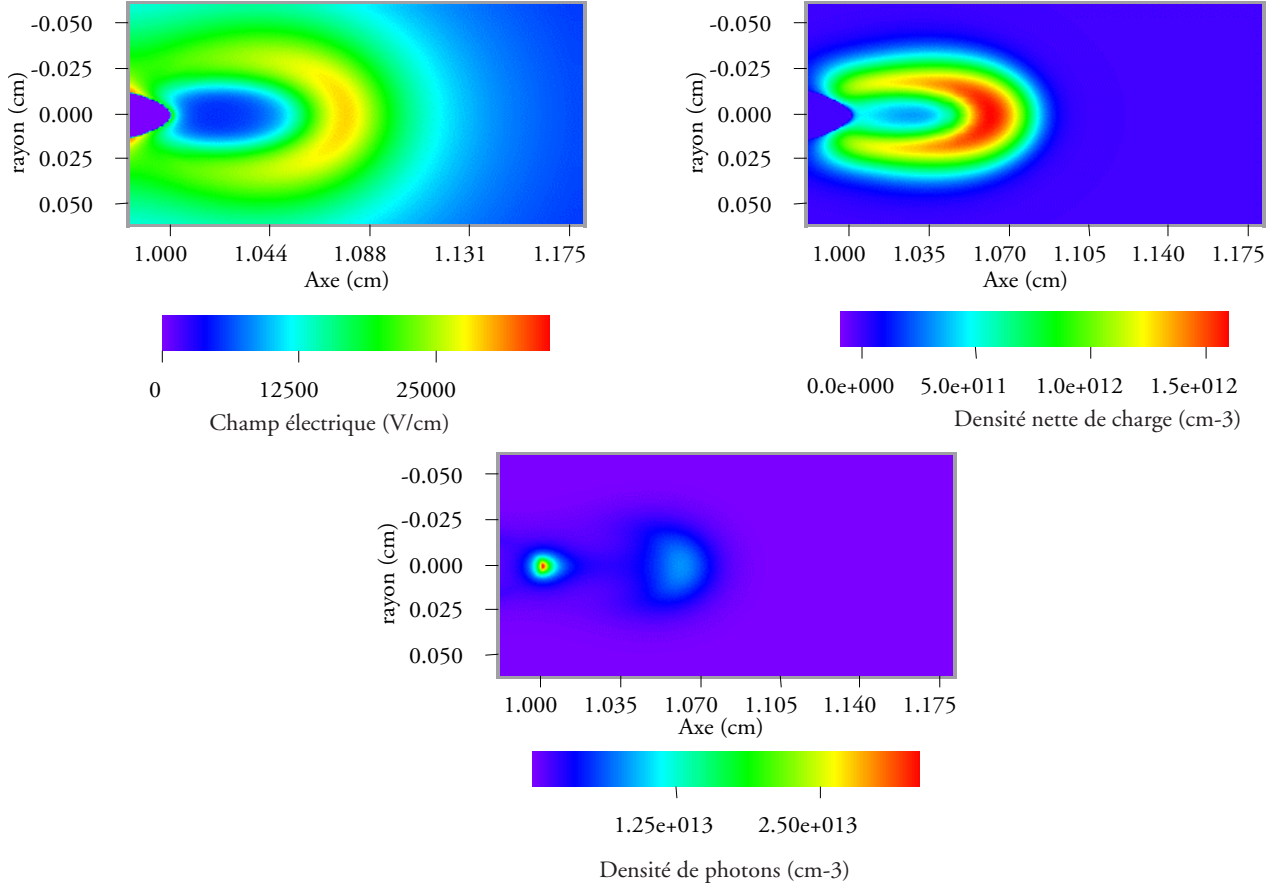 -0.050
-0.025
0.000
0.025
0.050
rayon (cm)
1.000 1.044 1.088 1.131 1.175
Axe (cm)
0 12500 25000
Champ électrique (V/cm)
-0.050
-0.025
0.000
0.025
0.050
rayon (cm)
1.000 1.035 1.070 1.105 1.140 1.175
Axe (cm)
0.0e+000 5.0e+011 1.0e+012 1.5e+012
Densité nette de charge (cm-3)
-0.050
-0.025
0.000
0.025
0.050
rayon (cm)
1.000 1.035 1.070 1.105 1.140 1.175
Axe (cm)
1.25e+013 2.50e+013
Densité de photons (cm-3)